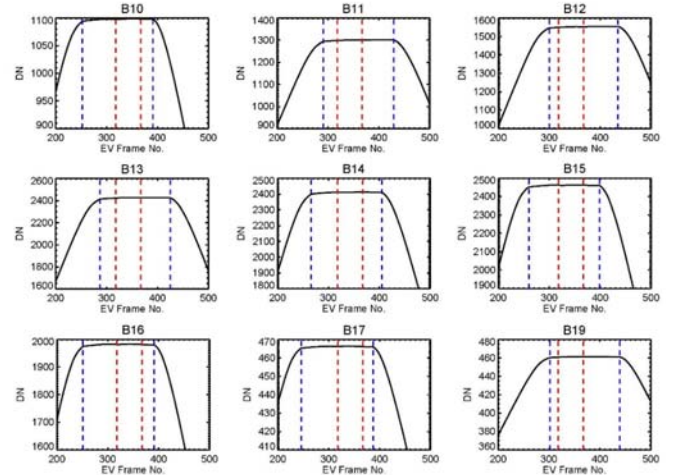 B10
B11
B12
1100
1050
1000
950
900
DN
200 300 400 500
EV Frame No.
1400
1300
1200
1100
1000
900
DN
200 300 400 500
EV Frame No.
1600
1500
1400
1300
1200
1100
1000
DN
200 300 400 500
EV Frame No.
B13
B14
B15
2600
2400
2200
2000
1800
1600
DN
200 300 400 500
EV Frame No.
2500
2400
2300
2200
2100
2000
1900
1800
DN
200 300 400 500
EV Frame No.
2500
2400
2300
2200
2100
2000
1900
DN
200 300 400 500
EV Frame No.
B16
B17
B19
2000
1900
1800
1700
1600
DN
200 300 400 500
EV Frame No.
470
460
450
440
430
420
410
DN
200 300 400 500
EV Frame No.
480
460
440
420
400
380
360
DN
200 300 400 500
EV Frame No.